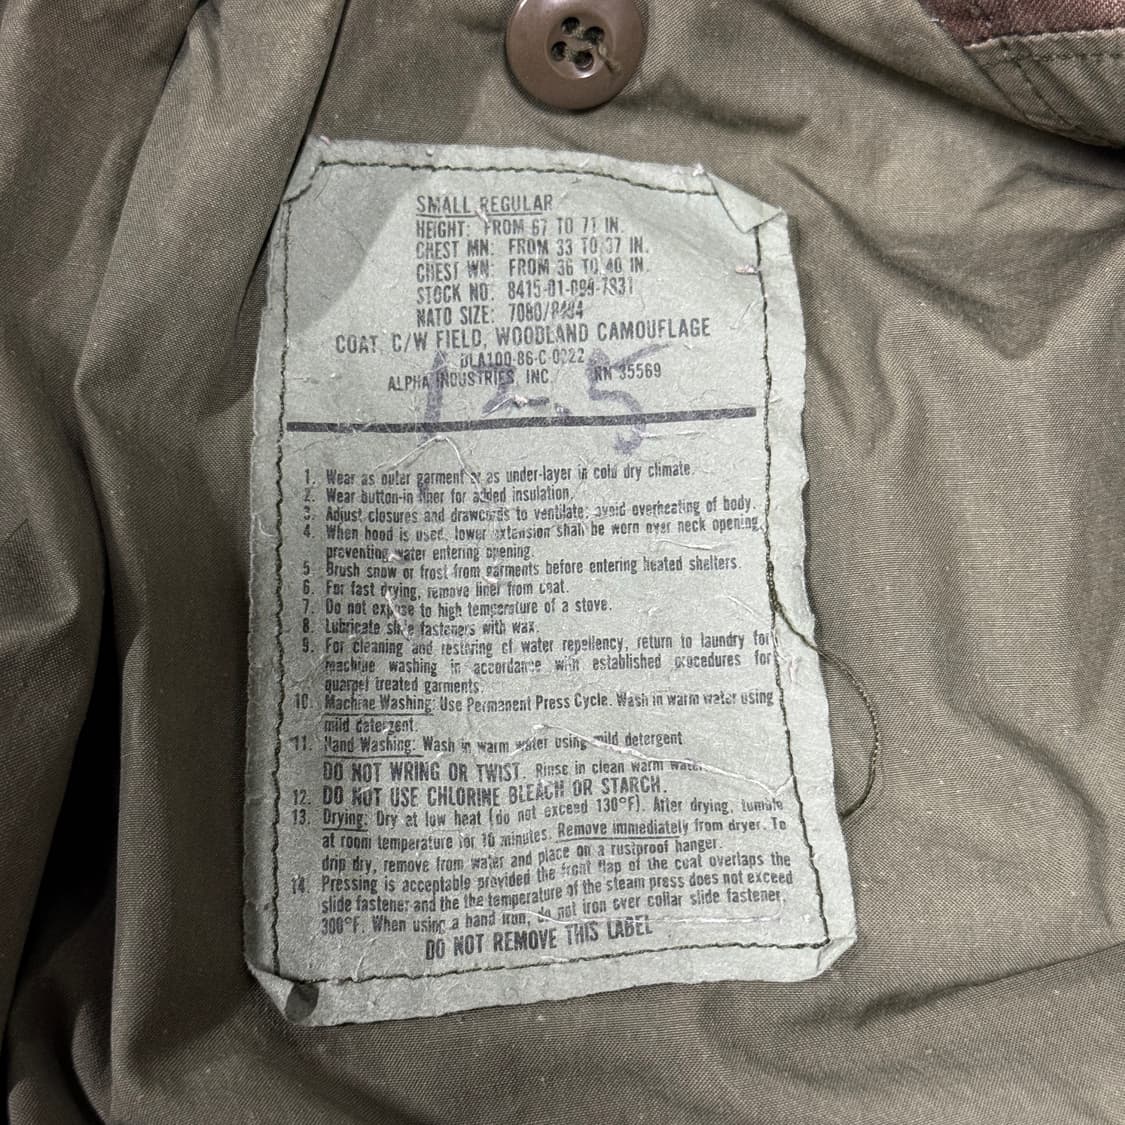 SMALL REGULAR
HEIGHT: FROM 67 TO 71 IN.
CHEST MN: FROM 33 TO 37 IN.
CHEST WN: FROM 36 TO 40 IN.
STOCK NO. 8415-01-099-7831
NATO SIZE: 7080/8494
COAT, C/W FIELD, WOODLAND CAMOUFLAGE
DLA100-86-C-0222
ALPHA INDUSTRIES, INC. RN 35569
12.5
1. Wear as outer garment or as under-layer in cold dry climate.
2. Wear button-in liner for added insulation.
3. Adjust closures and drawcords to ventilate; avoid overheating of body.
4. When hood is used, lower extension shall be worn over neck opening,
preventing water entering opening.
5. Brush snow or frost from garments before entering heated shelters.
6. For fast drying, remove liner from coat.
7. Do not expose to high temperature of a stove.
8. Lubricate slide fasteners with wax.
9. For cleaning and restoring of water repellency, return to laundry for
machine washing in accordance with established procedures for
quarpel treated garments.
10. Machine Washing: Use Permanent Press Cycle. Wash in warm water using
mild detergent.
11. Hand Washing: Wash in warm water using mild detergent
DO NOT WRING OR TWIST. Rinse in clean warm water.
12. DO NOT USE CHLORINE BLEACH OR STARCH.
13. Drying: Dry at low heat (do not exceed 130°F). After drying, tumble
at room temperature for 10 minutes. Remove immediately from dryer. To
drip dry, remove from water and place on a rustproof hanger.
14. Pressing is acceptable provided the front flap of the coat overlaps the
slide fastener and the the temperature of the steam press does not exceed
300°F. When using a hand iron, do not iron over collar slide fastener.
DO NOT REMOVE THIS LABEL